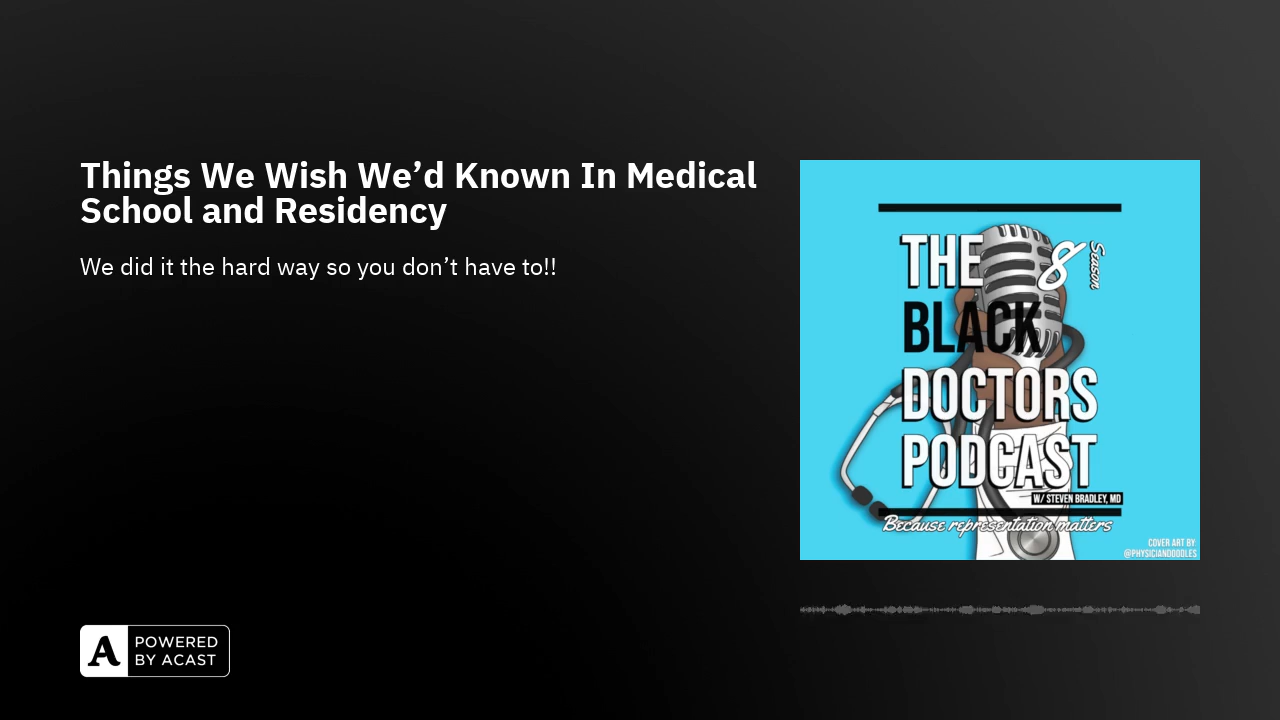 Things We Wish We’d Known In Medical
School and Residency
We did it the hard way so you don’t have to!!
THE 8 Season
BLACK
DOCTORS
PODCAST
W/ STEVEN BRADLEY, MD
Because representation matters
COVER ART BY:
@PHYSICIANDOODLES
A POWERED
BY ACAST